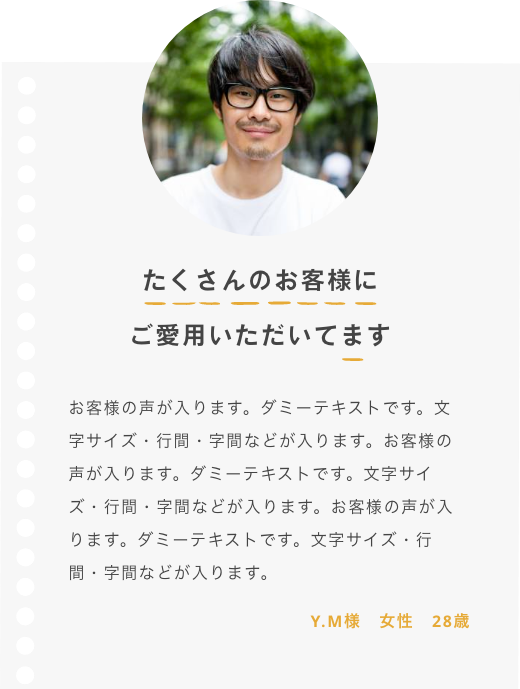 たくさんのお客様に
ご愛用いただいてます
お客様の声が入ります。ダミーテキストです。文
字サイズ・行間・字間などが入ります。お客様の
声が入ります。ダミーテキストです。文字サイ
ズ・行間・字間などが入ります。お客様の声が入
ります。ダミーテキストです。文字サイズ・行
間・字間などが入ります。
Y.M様　女性　28歳